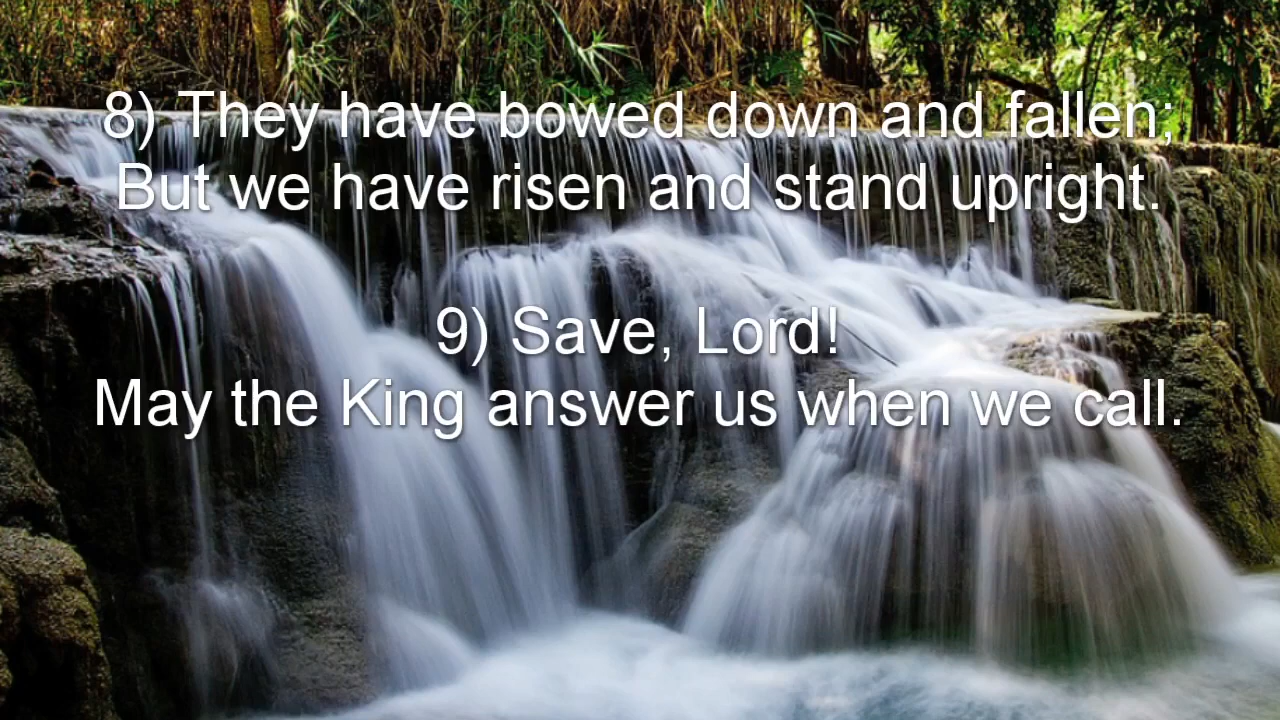 8) They have bowed down and fallen;
But we have risen and stand upright.
9) Save, Lord!
May the King answer us when we call.